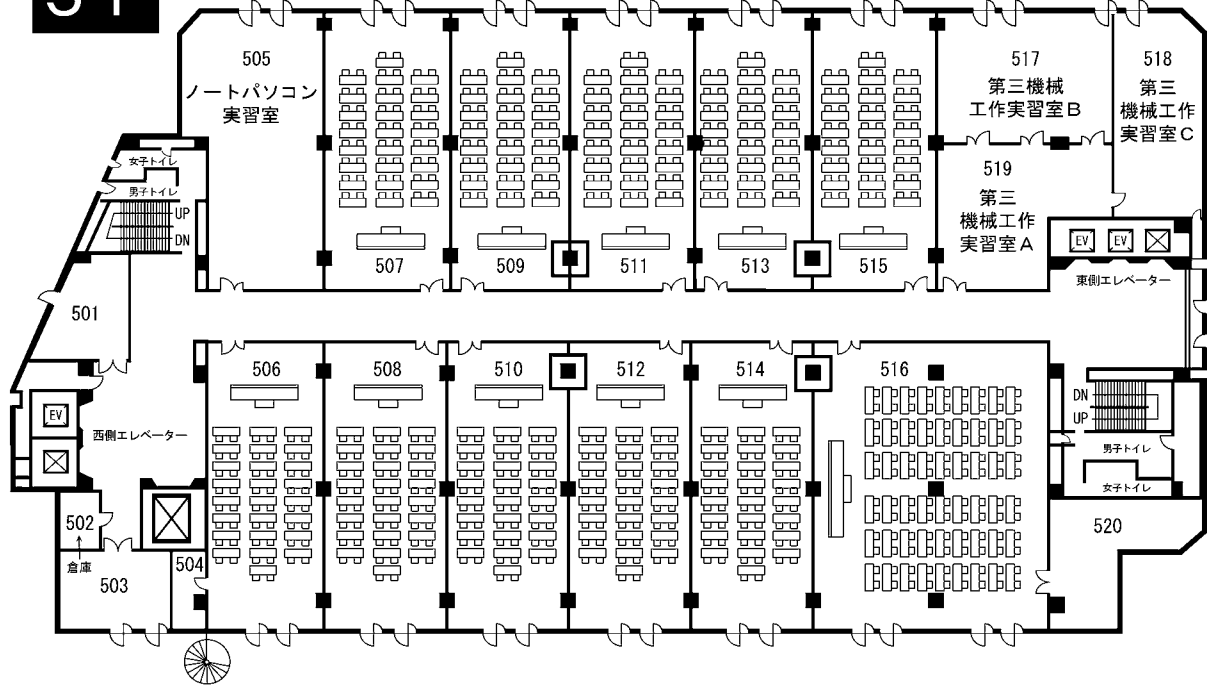 505
ノートパソコン
実習室
517
第三機械
工作実習室B
518
第三
機械工作
実習室C
女子トイレ
男子トイレ
UP
DN
519
第三
機械工作
実習室A
EV
EV
507
509
511
513
515
東側エレベーター
501
506
508
510
512
514
516
DN
UP
EV
西側エレベーター
男子トイレ
女子トイレ
502
倉庫
503
504
520